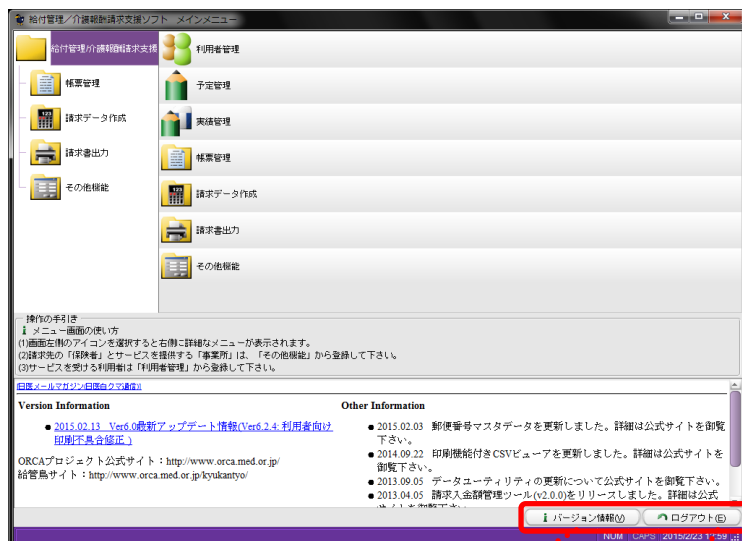 給付管理／介護報酬請求支援ソフト メインメニュー
給付管理/介護報酬請求支援
帳票管理
請求データ作成
請求書出力
その他機能
利用者管理
予定管理
実績管理
帳票管理
請求データ作成
請求書出力
その他機能
操作の手引き
メニュー画面の使い方
(1)画面左側のアイコンを選択すると右側に詳細なメニューが表示されます。
(2)請求先の「保険者」とサービスを提供する「事業所」は、「その他機能」から登録して下さい。
(3)サービスを受ける利用者は「利用者管理」から登録して下さい。
日医メールマガジン(日医白クマ通信)
Version Information
● 2015.02.13 Ver6.0最新アップデート情報(Ver6.2.4: 利用者向け
印刷不具合修正 )
ORCAプロジェクト公式サイト：http://www.orca.med.or.jp/
給管鳥サイト：http://www.orca.med.or.jp/kyukantyo/
Other Information
● 2015.02.03 郵便番号マスタデータを更新しました。詳細は公式サイトを御覧
下さい。
● 2014.09.22 印刷機能付きCSVビューアを更新しました。詳細は公式サイトを
御覧下さい。
● 2013.09.05 データユーティリティの更新について公式サイトを御覧下さい。
● 2013.04.05 請求入金額管理ツール(v2.0.0)をリリースしました。詳細は公式
バージョン情報(V)
ログアウト(E)
NUM CAPS 2015/2/23